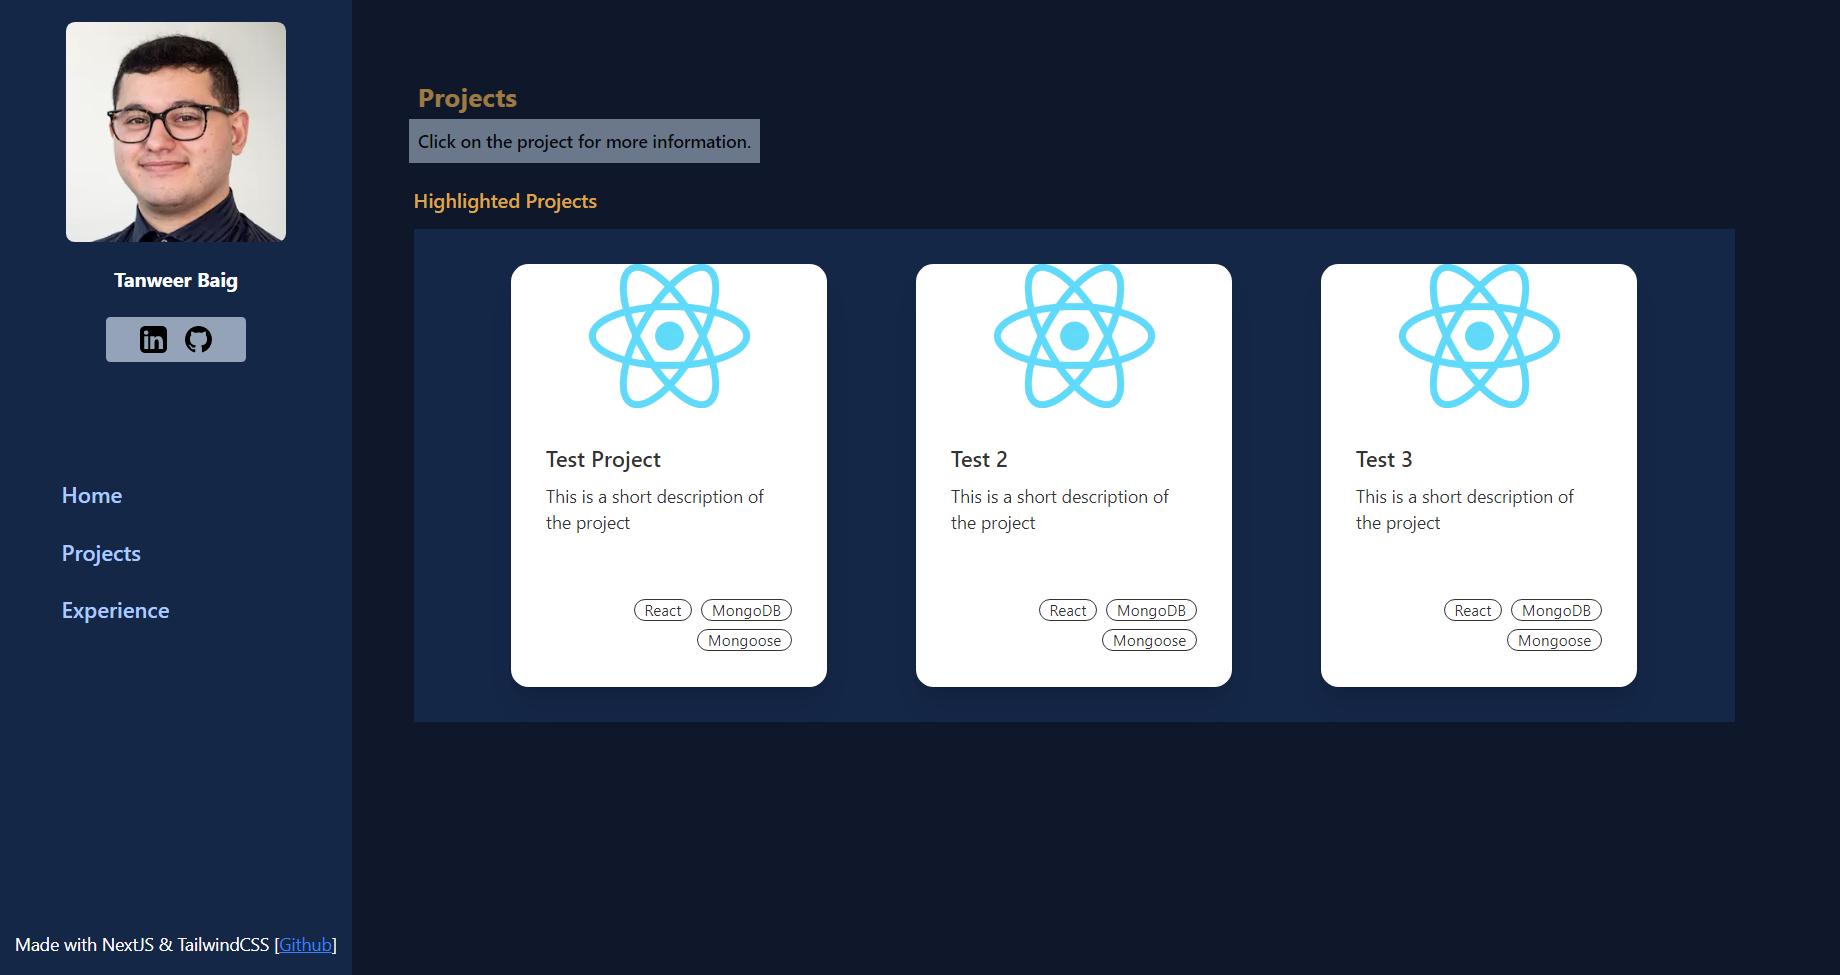 Tanweer Baig
Home
Projects
Experience
Made with NextJS & TailwindCSS [Github]
Projects
Click on the project for more information.
Highlighted Projects
Test Project
This is a short description of
the project
React MongoDB
Mongoose
Test 2
This is a short description of
the project
React MongoDB
Mongoose
Test 3
This is a short description of
the project
React MongoDB
Mongoose